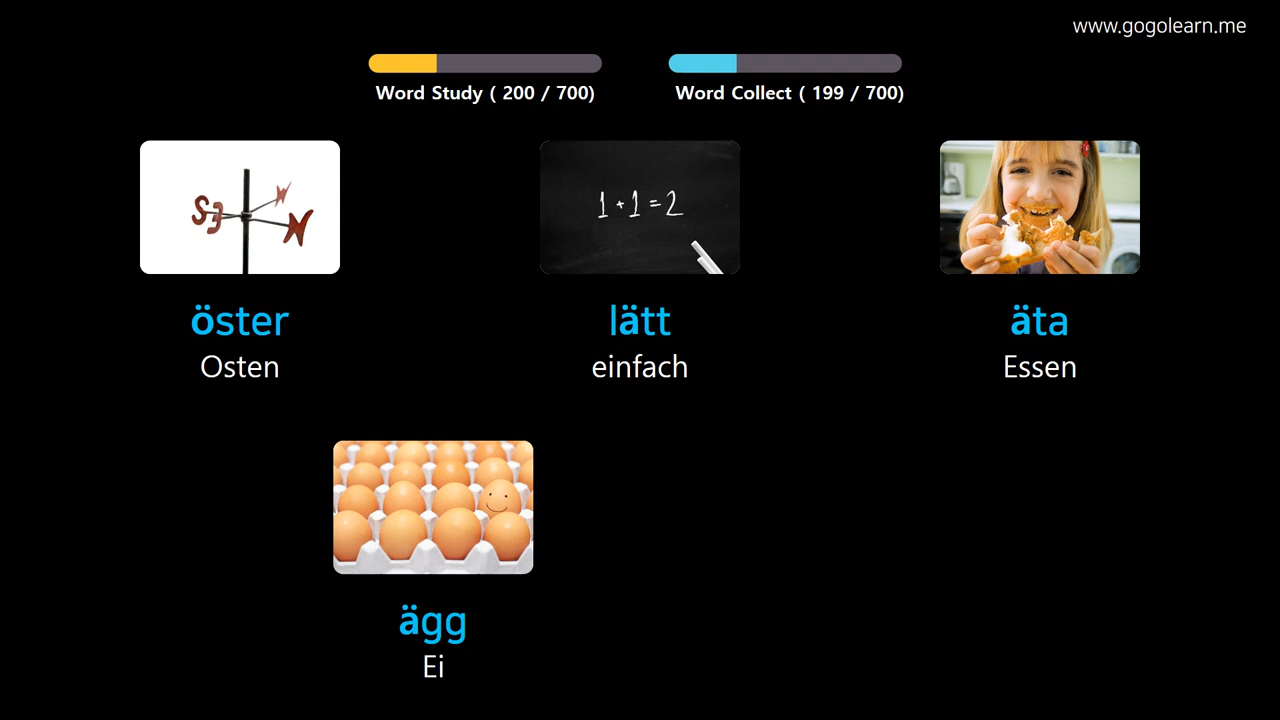 www.gogolearn.me
Word Study ( 200 / 700)
Word Collect ( 199 / 700)
S E N N
1 + 1 = 2
öster
lätt
äta
Osten
einfach
Essen
ägg
Ei